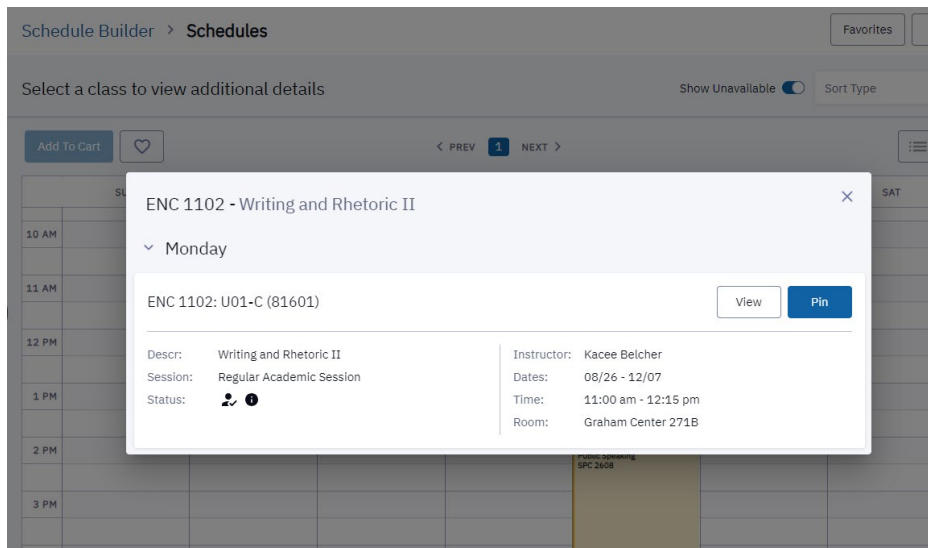 Schedule Builder > Schedules
Favorites
Select a class to view additional details
Show Unavailable
Sort Type
Add To Cart
< PREV 1 NEXT >
SU
SAT
ENC 1102 - Writing and Rhetoric II
Monday
ENC 1102: U01-C (81601)
View
Pin
Descr: Writing and Rhetoric II
Session: Regular Academic Session
Status:
Instructor: Kacee Belcher
Dates: 08/26 - 12/07
Time: 11:00 am - 12:15 pm
Room: Graham Center 271B
10 AM
11 AM
12 PM
1 PM
2 PM
3 PM
Public Speaking
SPC 2608